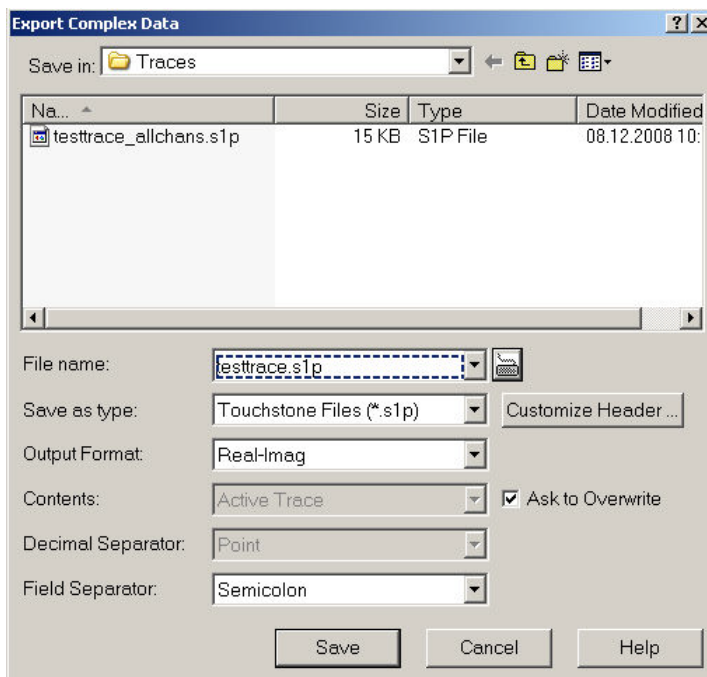 Export Complex Data ? X
Save in: Traces
Na... Size Type Date Modified
testtrace_allchans.s1p 15 KB S1P File 08.12.2008 10:
File name: testtrace.s1p
Save as type: Touchstone Files (*.s1p) Customize Header ...
Output Format: Real-Imag
Contents: Active Trace Ask to Overwrite
Decimal Separator: Point
Field Separator: Semicolon
Save Cancel Help